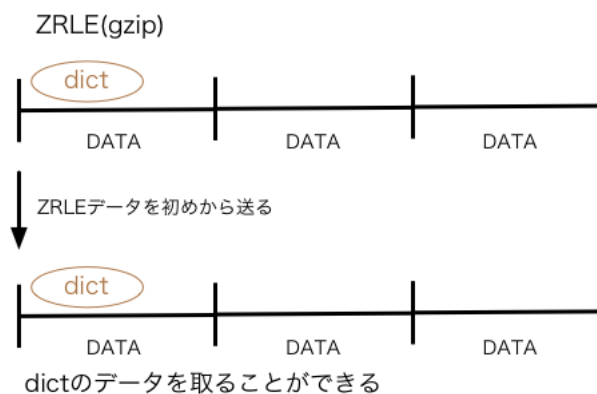 ZRLE(gzip)
dict
DATA DATA DATA
ZRLEデータを初めから送る
dict
DATA DATA DATA
dictのデータを取ることができる